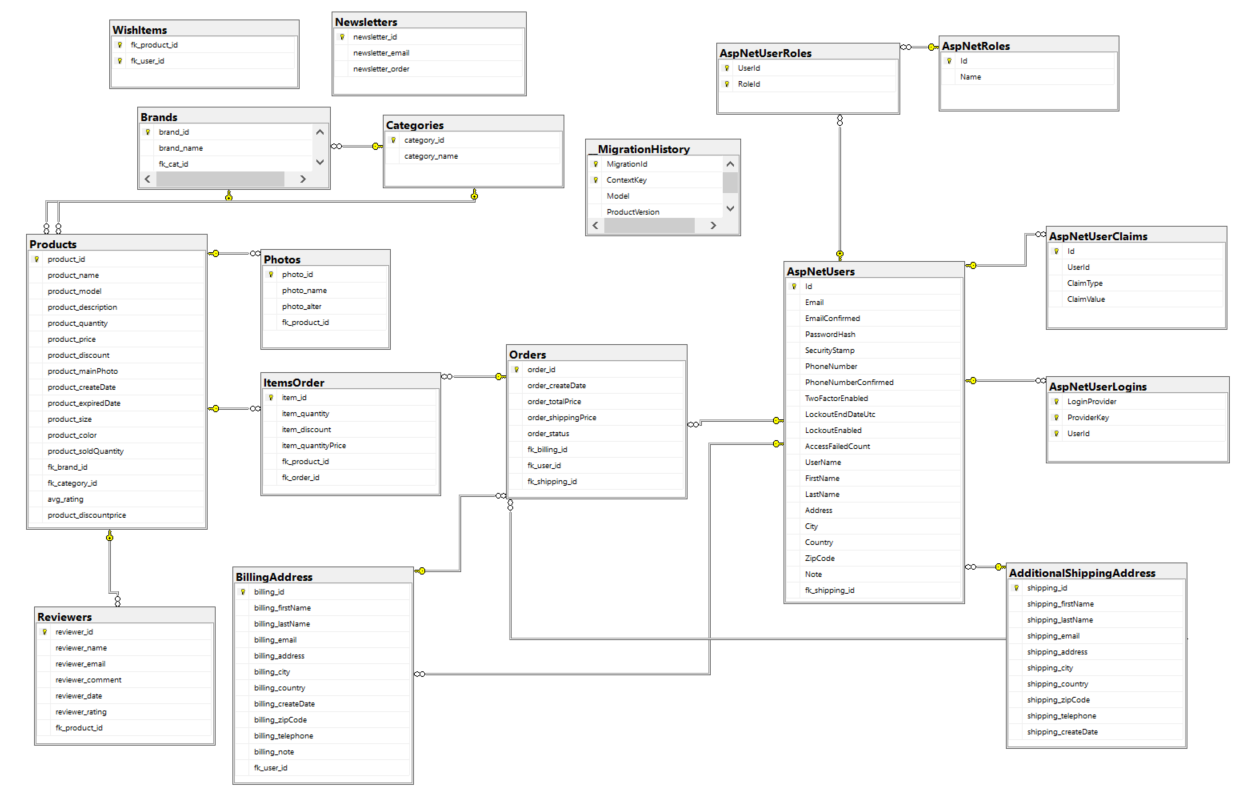 WishItems
fk_product_id
fk_user_id
Newsletters
newsletter_id
newsletter_email
newsletter_order
AspNetUserRoles
UserId
RoleId
AspNetRoles
Id
Name
Brands
brand_id
brand_name
fk_cat_id
Categories
category_id
category_name
__MigrationHistory
MigrationId
ContextKey
Model
ProductVersion
Products
product_id
product_name
product_model
product_description
product_quantity
product_price
product_discount
product_mainPhoto
product_createDate
product_expiredDate
product_size
product_color
product_soldQuantity
fk_brand_id
fk_category_id
avg_rating
product_discountprice
Photos
photo_id
photo_name
photo_alter
fk_product_id
ItemsOrder
item_id
item_quantity
item_discount
item_quantityPrice
fk_product_id
fk_order_id
Orders
order_id
order_createDate
order_totalPrice
order_shippingPrice
order_status
fk_billing_id
fk_user_id
fk_shipping_id
AspNetUsers
Id
Email
EmailConfirmed
PasswordHash
SecurityStamp
PhoneNumber
PhoneNumberConfirmed
TwoFactorEnabled
LockoutEndDateUtc
LockoutEnabled
AccessFailedCount
UserName
FirstName
LastName
Address
City
Country
ZipCode
Note
fk_shipping_id
AspNetUserClaims
Id
UserId
ClaimType
ClaimValue
AspNetUserLogins
LoginProvider
ProviderKey
UserId
Reviewers
reviewer_id
reviewer_name
reviewer_email
reviewer_comment
reviewer_date
reviewer_rating
fk_product_id
BillingAddress
billing_id
billing_firstName
billing_lastName
billing_email
billing_address
billing_city
billing_country
billing_createDate
billing_zipCode
billing_telephone
billing_note
fk_user_id
AdditionalShippingAddress
shipping_id
shipping_firstName
shipping_lastName
shipping_email
shipping_address
shipping_city
shipping_country
shipping_zipCode
shipping_telephone
shipping_createDate